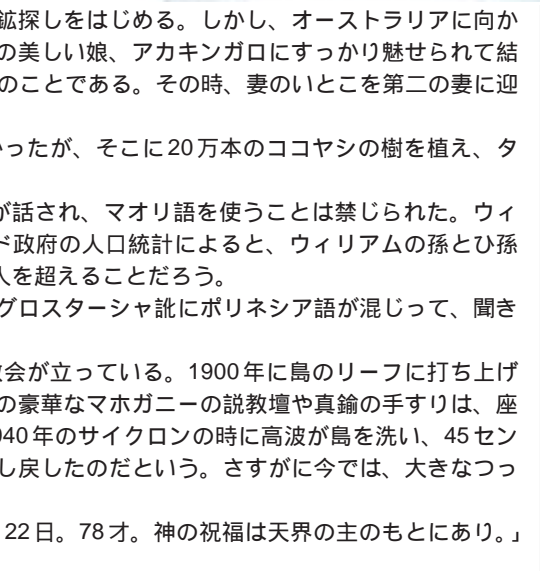 鉱探しをはじめる。しかし、オーストラリアに向か
の美しい娘、アカキンガロにすっかり魅せられて結
のことである。その時、妻のいとこを第二の妻に迎
ったが、そこに20万本のココヤシの樹を植え、タ
が話され、マオリ語を使うことは禁じられた。ウィ
ド政府の人口統計によると、ウィリアムの孫とひ孫
人を超えることだろう。
グロスターシャ訛にポリネシア語が混じって、聞き
会が立っている。1900年に島のリーフに打ち上げ
の豪華なマホガニーの説教壇や真鍮の手すりは、座
940年のサイクロンの時に高波が島を洗い、45セン
し戻したのだという。さすがに今では、大きなつっ
22日。78才。神の祝福は天界の主のもとにあり。」